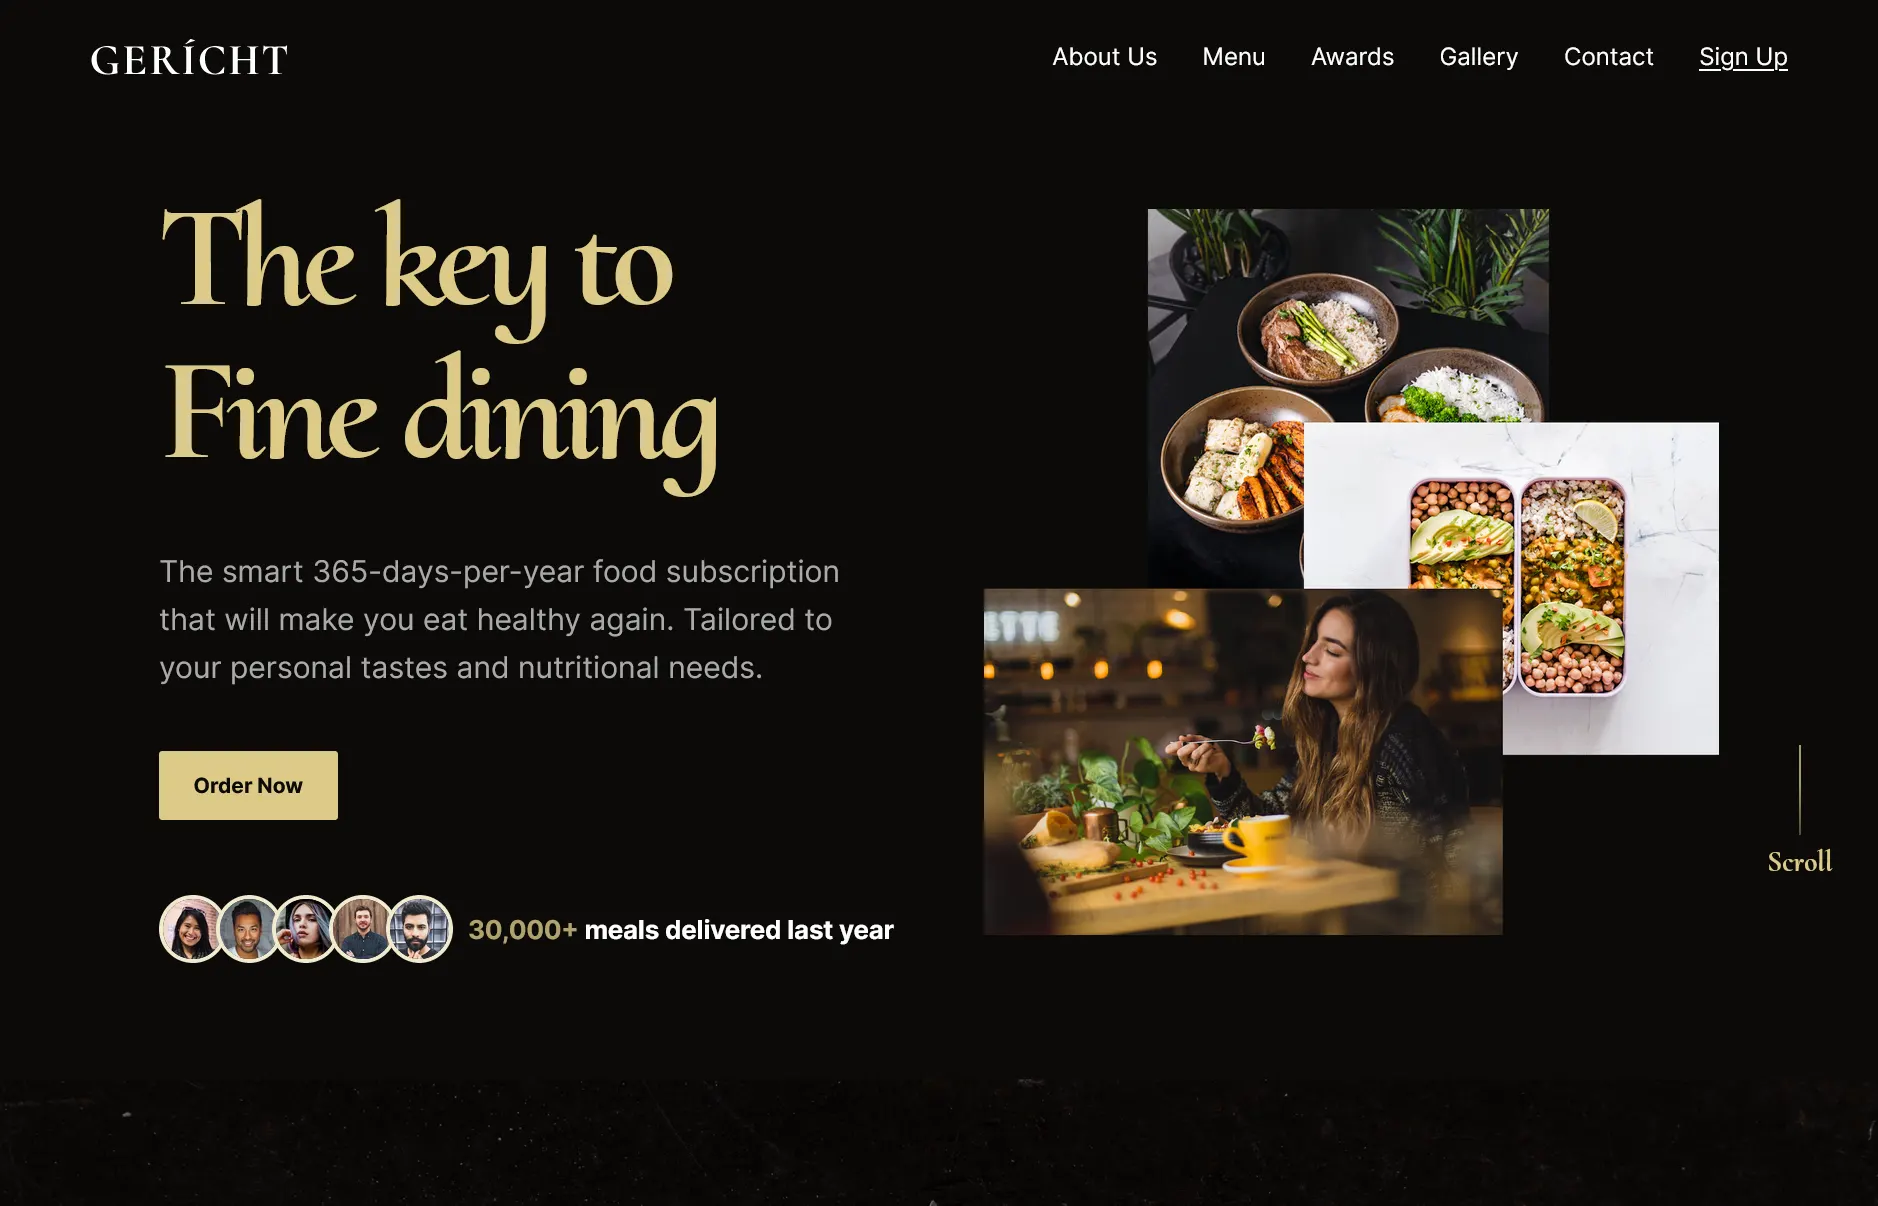 GERÍCHT
About Us Menu Awards Gallery Contact Sign Up
The key to
Fine dining
The smart 365-days-per-year food subscription
that will make you eat healthy again. Tailored to
your personal tastes and nutritional needs.
Order Now
30,000+ meals delivered last year
Scroll